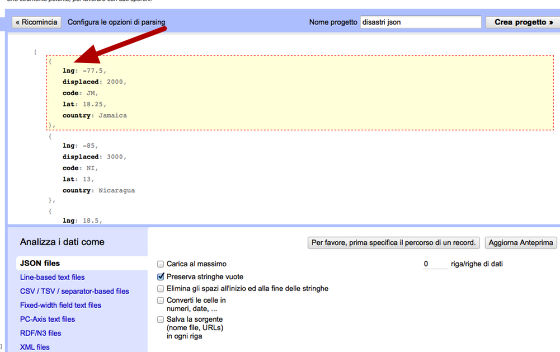 « Ricomincia Configura le opzioni di parsing Nome progetto disastri json Crea progetto »
[
{
lng: -77.5,
displaced: 2000,
code: JM,
lat: 18.25,
country: Jamaica
},
{
lng: -85,
displaced: 3000,
code: NI,
lat: 13,
country: Nicaragua
},
{
lng: 18.5,
Analizza i dati come
Per favore, prima specifica il percorso di un record. Aggiorna Anteprima
JSON files
Line-based text files
CSV / TSV / separator-based files
Fixed-width field text files
PC-Axis text files
RDF/N3 files
XML files
Carica al massimo 0 riga/righe di dati
Preserva stringhe vuote
Elimina gli spazi all'inizio ed alla fine delle stringhe
Converti le celle in
numeri, date, ...
Salva la sorgente
(nome file, URLs)
in ogni riga